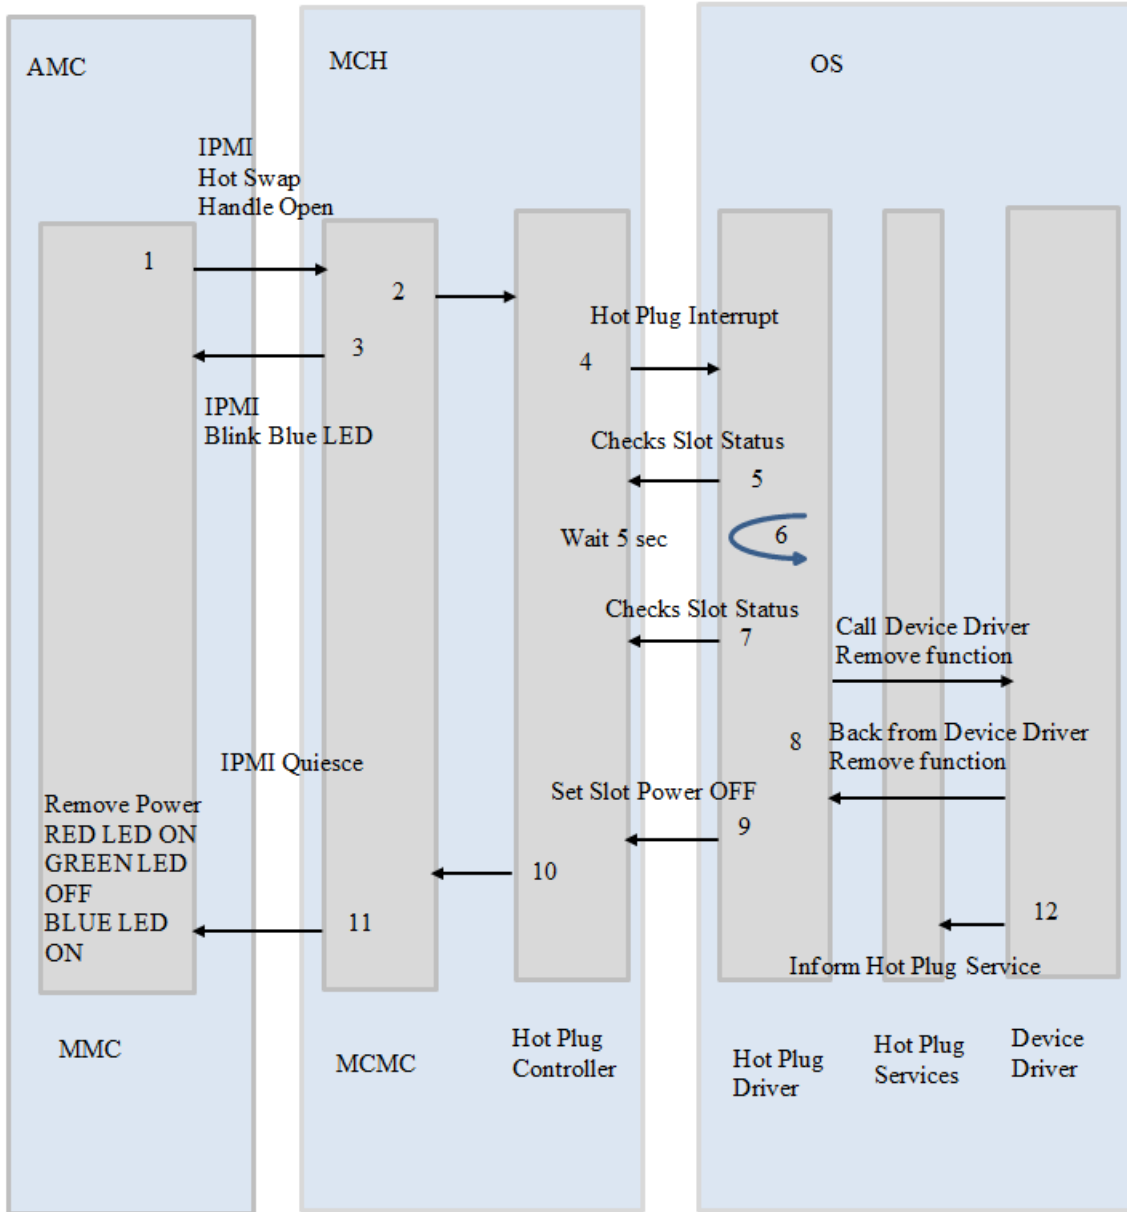 AMC
MCH
OS
IPMI
Hot Swap
Handle Open
1
2
Hot Plug Interrupt
3
4
IPMI
Blink Blue LED
Checks Slot Status
5
Wait 5 sec
6
Checks Slot Status
7
Call Device Driver
Remove function
8
Back from Device Driver
Remove function
IPMI Quiesce
Set Slot Power OFF
9
Remove Power
RED LED ON
GREEN LED
OFF
BLUE LED
ON
10
11
12
Inform Hot Plug Service
MMC
MCMC
Hot Plug
Controller
Hot Plug
Driver
Hot Plug
Services
Device
Driver